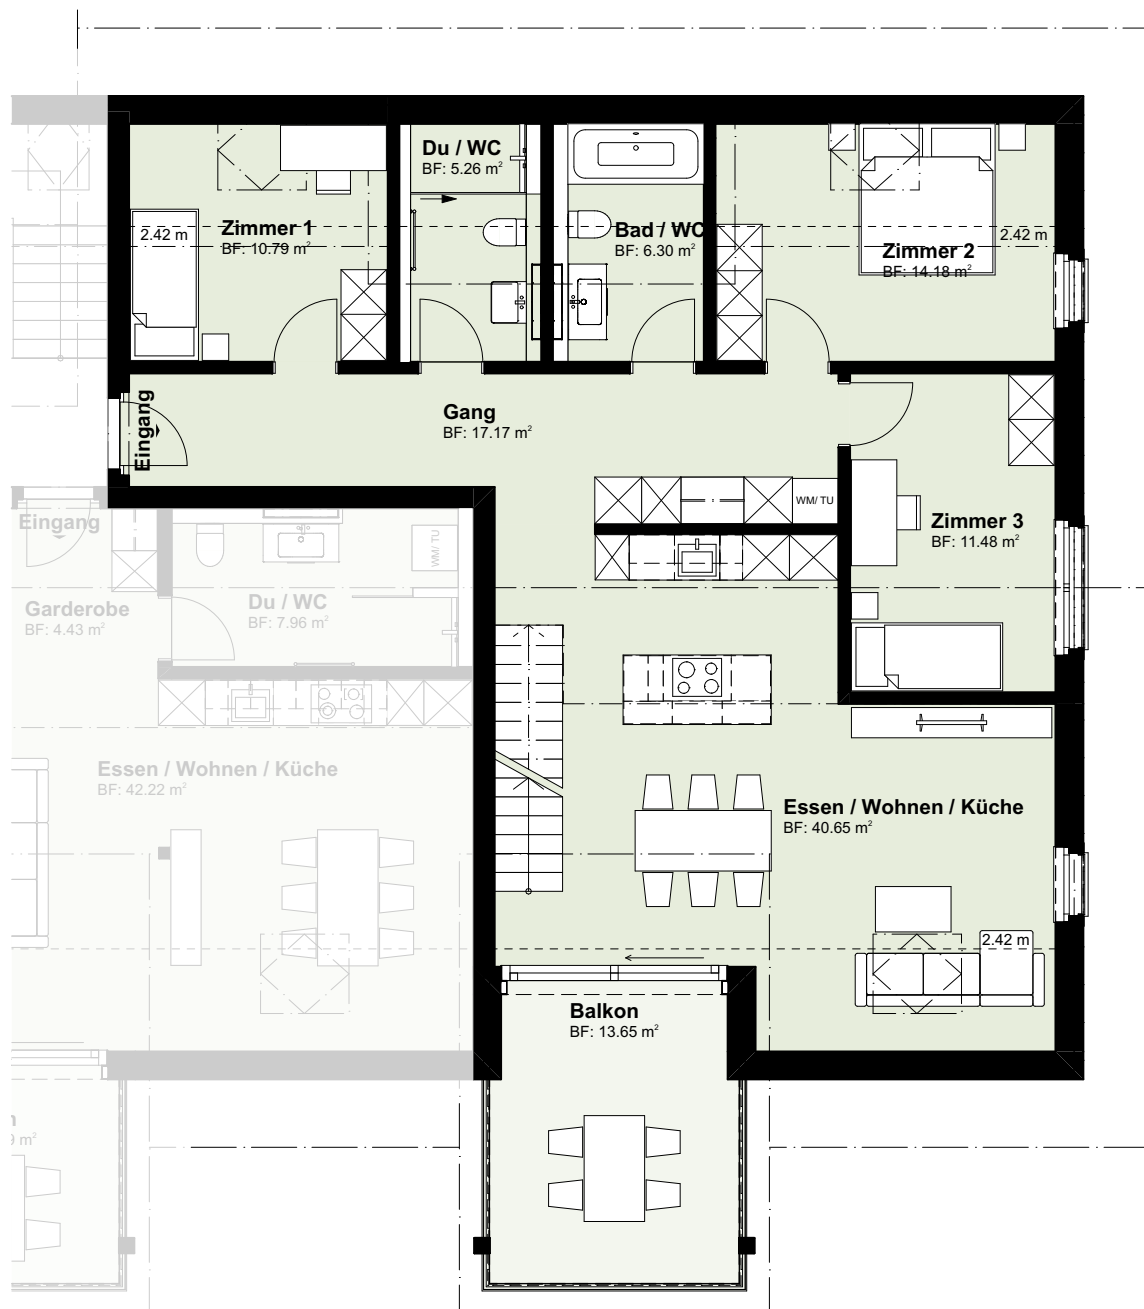 Du / WC
BF: 5.26 m²
Zimmer 1
BF: 10.79 m²
2.42 m
Bad / WC
BF: 6.30 m²
Zimmer 2
BF: 14.18 m²
2.42 m
Eingang
Gang
BF: 17.17 m²
WM/ TU
Zimmer 3
BF: 11.48 m²
Eingang
WM/ TU
Garderobe
BF: 4.43 m²
Du / WC
BF: 7.96 m²
Essen / Wohnen / Küche
BF: 42.22 m²
Essen / Wohnen / Küche
BF: 40.65 m²
2.42 m
Balkon
BF: 13.65 m²
n
9 m²